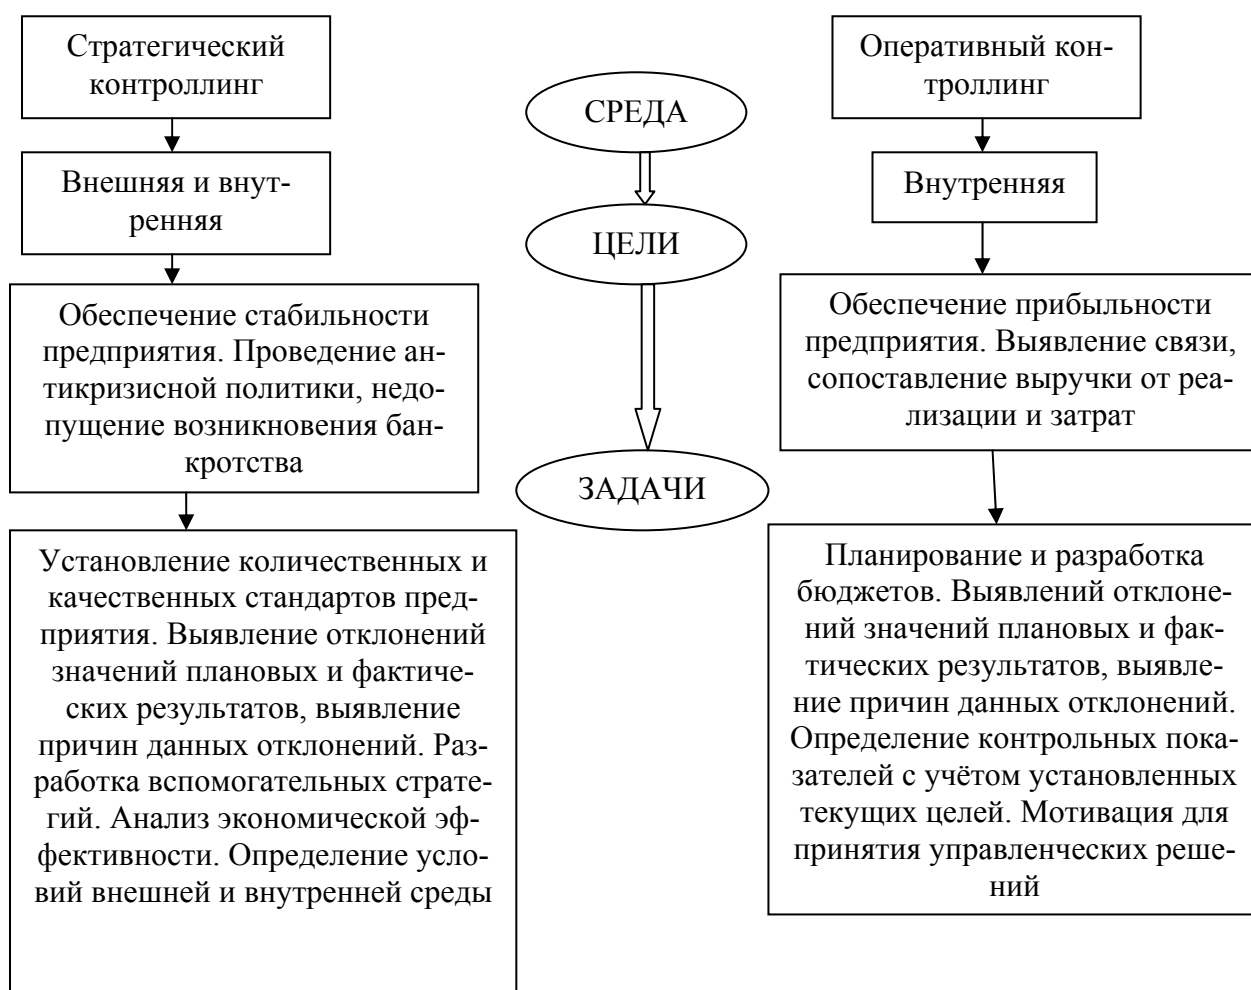 Стратегический
контроллинг
Внешняя и внут-
ренняя
Обеспечение стабильности
предприятия. Проведение ан-
тикризисной политики, недо-
пущение возникновения бан-
кротства
Установление количественных и
качественных стандартов пред-
приятия. Выявление отклонений
значений плановых и фактиче-
ских результатов, выявление
причин данных отклонений. Раз-
работка вспомогательных страте-
гий. Анализ экономической эф-
фективности. Определение усло-
вий внешней и внутренней среды
СРЕДА
ЦЕЛИ
ЗАДАЧИ
Оперативный кон-
троллинг
Внутренняя
Обеспечение прибыльности
предприятия. Выявление связи,
сопоставление выручки от реа-
лизации и затрат
Планирование и разработка
бюджетов. Выявлений отклоне-
ний значений плановых и фак-
тических результатов, выявле-
ние причин данных отклонений.
Определение контрольных пока-
зателей с учётом установленных
текущих целей. Мотивация для
принятия управленческих реше-
ний